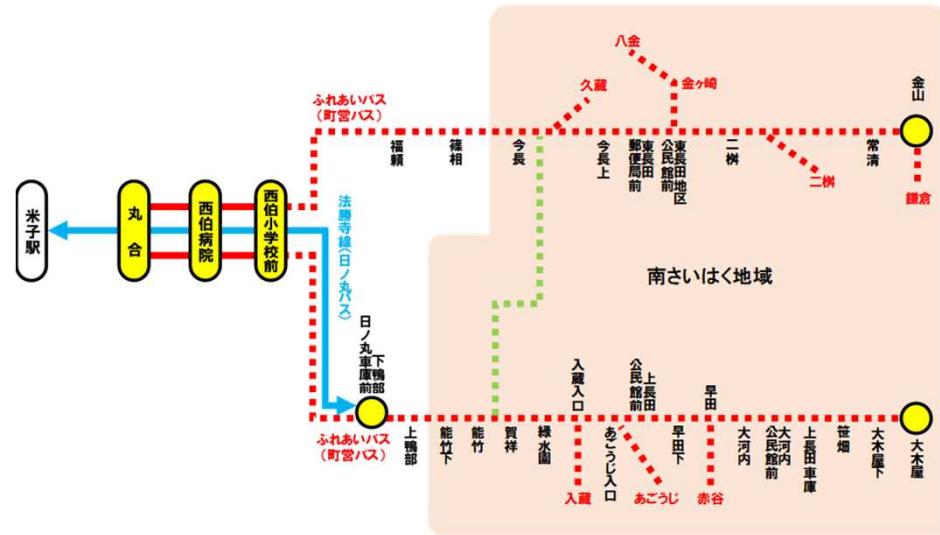 八金
久蔵
金ヶ崎
金山
ふれあいバス
(町営バス)
福頼
篠相
今長
今長上
東長田
郵便局前
東長田地区
公民館前
二桝
二桝
常清
鎌倉
米子駅
丸合
西伯病院
西伯小学校前
法勝寺線(日ノ丸バス)
南さいはく地域
下鴨部
日ノ丸車庫前
入蔵入口
上長田
公民館前
早田
ふれあいバス
(町営バス)
上鴨部
能竹下
能竹
賀祥
緑水園
あごうじ入口
早田下
大河内
大河内
公民館前
上長田車庫
笹畑
大木屋下
大木屋
入蔵
あごうじ
赤谷